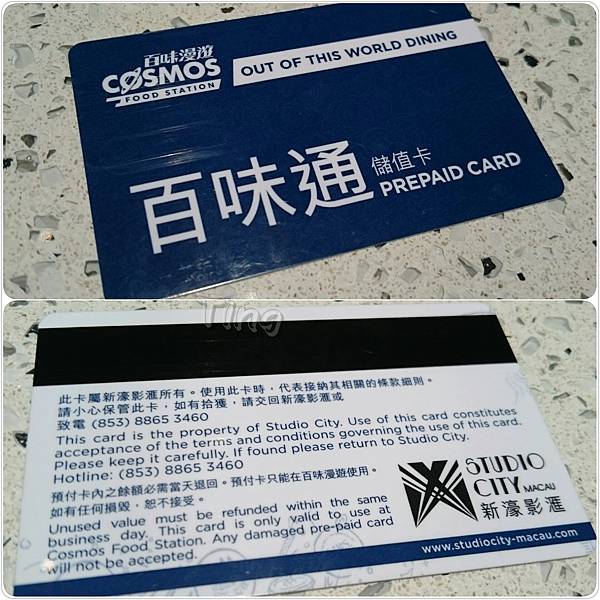 百味漫遊
COSMOS
FOOD STATION
OUT OF THIS WORLD DINING
百味通 儲值卡
PREPAID CARD
Ting
此卡屬新濠影滙所有。使用此卡時，代表接納其相關的條款細則。
請小心保管此卡，如有拾獲，請交回新濠影滙或
致電 (853) 8865 3460
This card is the property of Studio City. Use of this card constitutes
acceptance of the terms and conditions governing the use of this card.
Please keep it carefully. If found please return to Studio City.
Hotline: (853) 8865 3460
預付卡內之餘額必需當天退回。預付卡只能在百味漫遊使用。
如有任何損毀，恕不接受。
Unused value must be refunded within the same
business day. This card is only valid to use at
Cosmos Food Station. Any damaged pre-paid card
will not be accepted.
STUDIO
CITY MACAU
新濠影滙
www.studiocity-macau.com